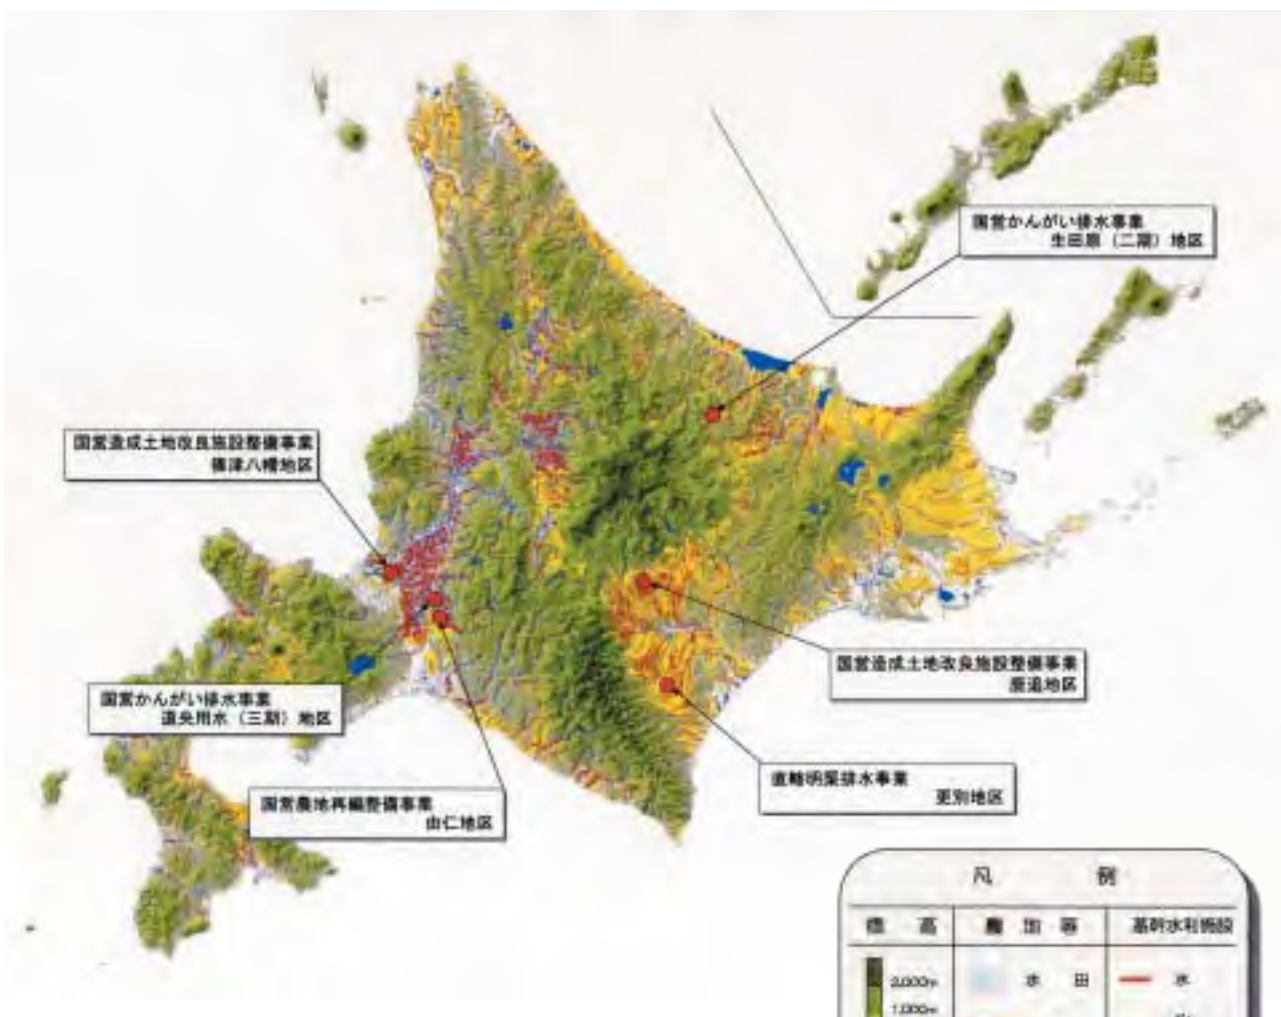 国営かんがい排水事業
生田原（二期）地区
国営造成土地改良施設整備事業
篠津八幡地区
国営造成土地改良施設整備事業
鹿追地区
国営かんがい排水事業
道央用水（三期）地区
直轄明渠排水事業
更別地区
国営農地再編整備事業
由仁地区
凡 例
標 高 農 地 等 基幹水利施設
2,000m 水 田 水
1,000m